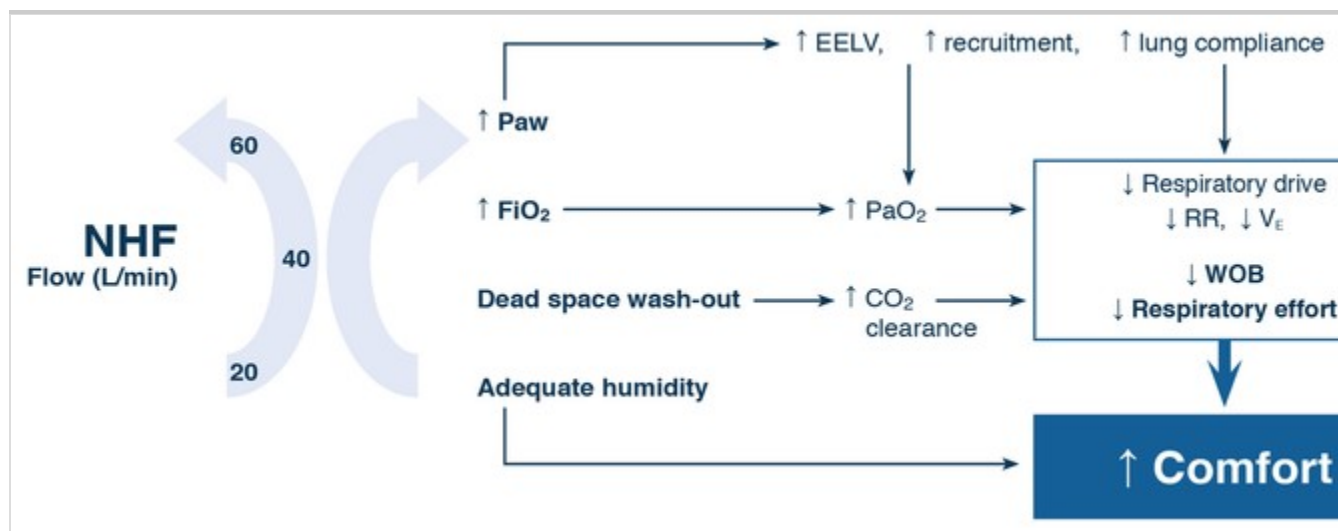 ↑ EELV, ↑ recruitment, ↑ lung compliance
↑ Paw
60
↓ Respiratory drive
↑ FiO₂ ↑ PaO₂
↓ RR, ↓ VE
NHF
Flow (L/min)
40
↓ WOB
Dead space wash-out ↑ CO₂
clearance
↓ Respiratory effort
20
Adequate humidity
↑ Comfort